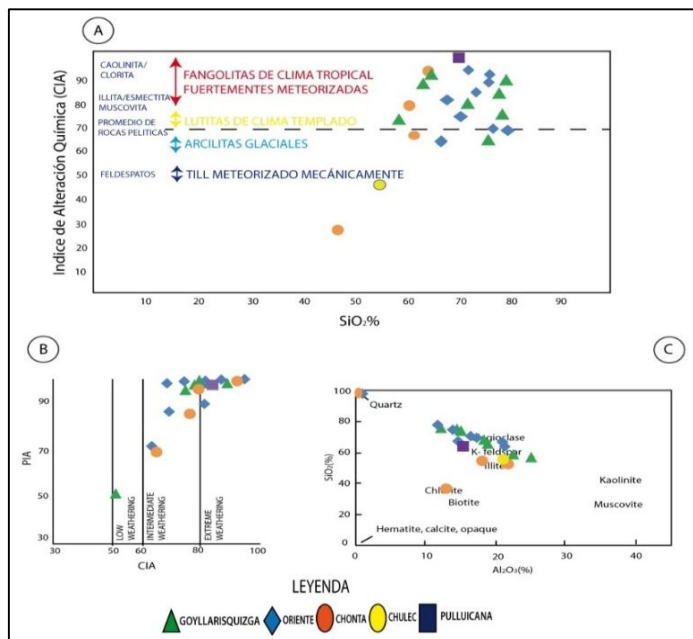 A
Indice de Alteración Química (CIA)
90
80
70
60
50
40
30
20
10
CAOLINITA/
CLORITA
ILLITA/ESMECTITA
MUSCOVITA
PROMEDIO DE
ROCAS PELITICAS
FELDESPATOS
FANGOLITAS DE CLIMA TROPICAL
FUERTEMENTES METEORIZADAS
LUTITAS DE CLIMA TEMPLADO
ARCILITAS GLACIALES
TILL METEORIZADO MECÁNICAMENTE
10 20 30 40 50 60 70 80 90
SiO₂%
B
PIA
90
70
50
30
LOW
WEATHERING
INTERMEDIATE
WEATHERING
EXTREME
WEATHERING
30 50 60 80 100
CIA
C
SiO₂(%)
100
80
60
40
20
0
Quartz
K- feldspar
Illite
Biotite
Kaolinite
Muscovite
Hematite, calcite, opaque
0 10 20 30 40
Al₂O₃(%)
LEYENDA
GOYLLARISQUIZGA ORIENTE CHONTA CHULEC PULLUICANA